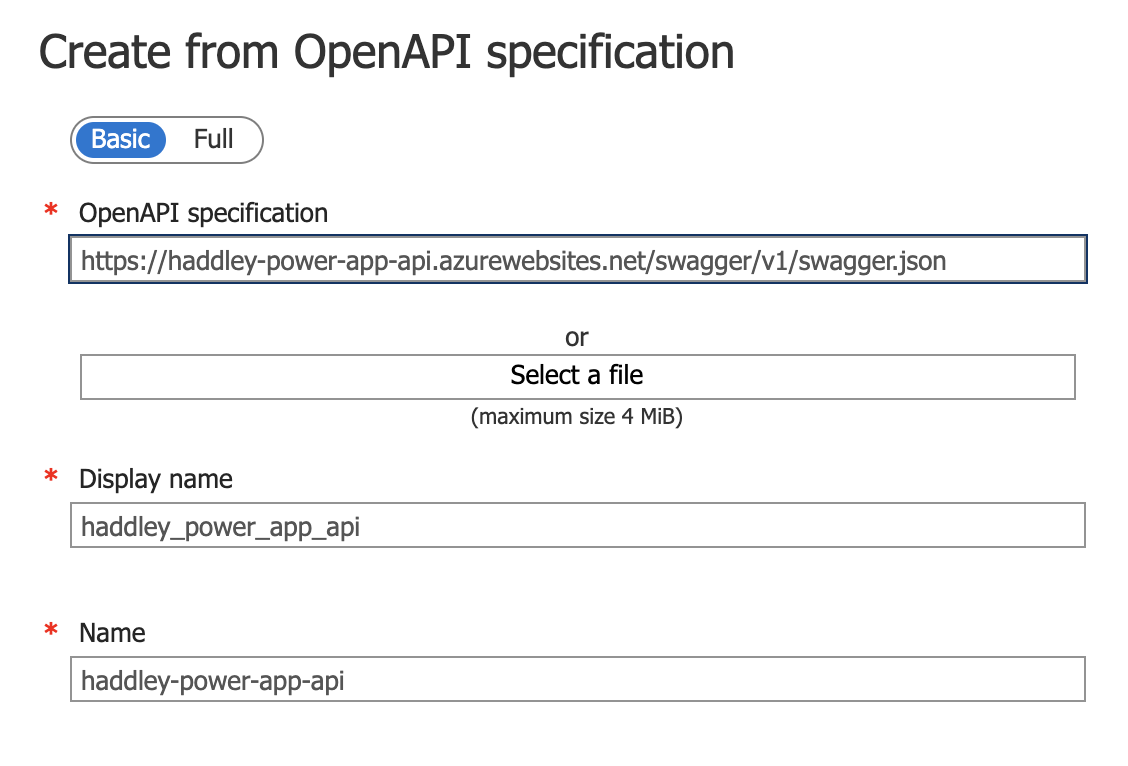 Create from OpenAPI specification
Basic Full
* OpenAPI specification
https://haddley-power-app-api.azurewebsites.net/swagger/v1/swagger.json
or
Select a file
(maximum size 4 MiB)
* Display name
haddley_power_app_api
* Name
haddley-power-app-api